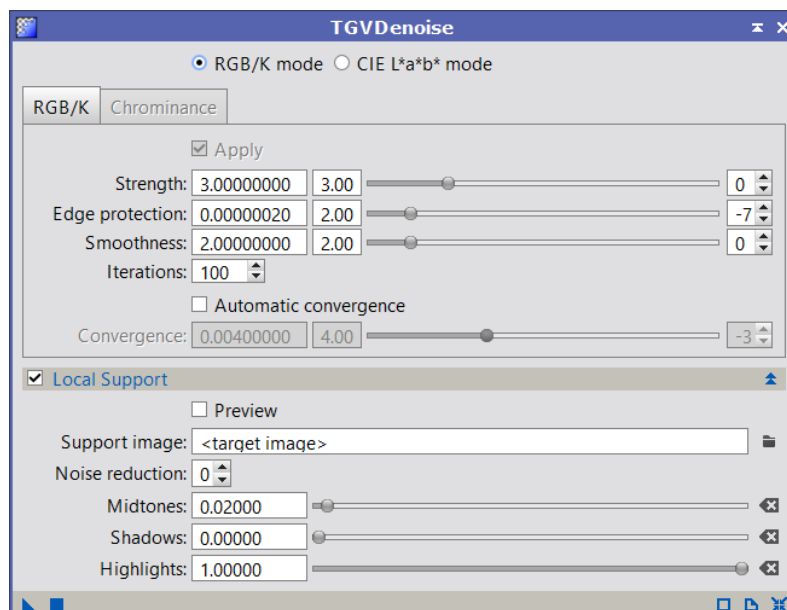 TGVDenoise
RGB/K mode CIE L*a*b* mode
RGB/K Chrominance
Apply
Strength: 3.00000000 3.00 0
Edge protection: 0.00000020 2.00 -7
Smoothness: 2.00000000 2.00 0
Iterations: 100
Automatic convergence
Convergence: 0.00400000 4.00 -3
Local Support
Preview
Support image: <target image>
Noise reduction: 0
Midtones: 0.02000
Shadows: 0.00000
Highlights: 1.00000